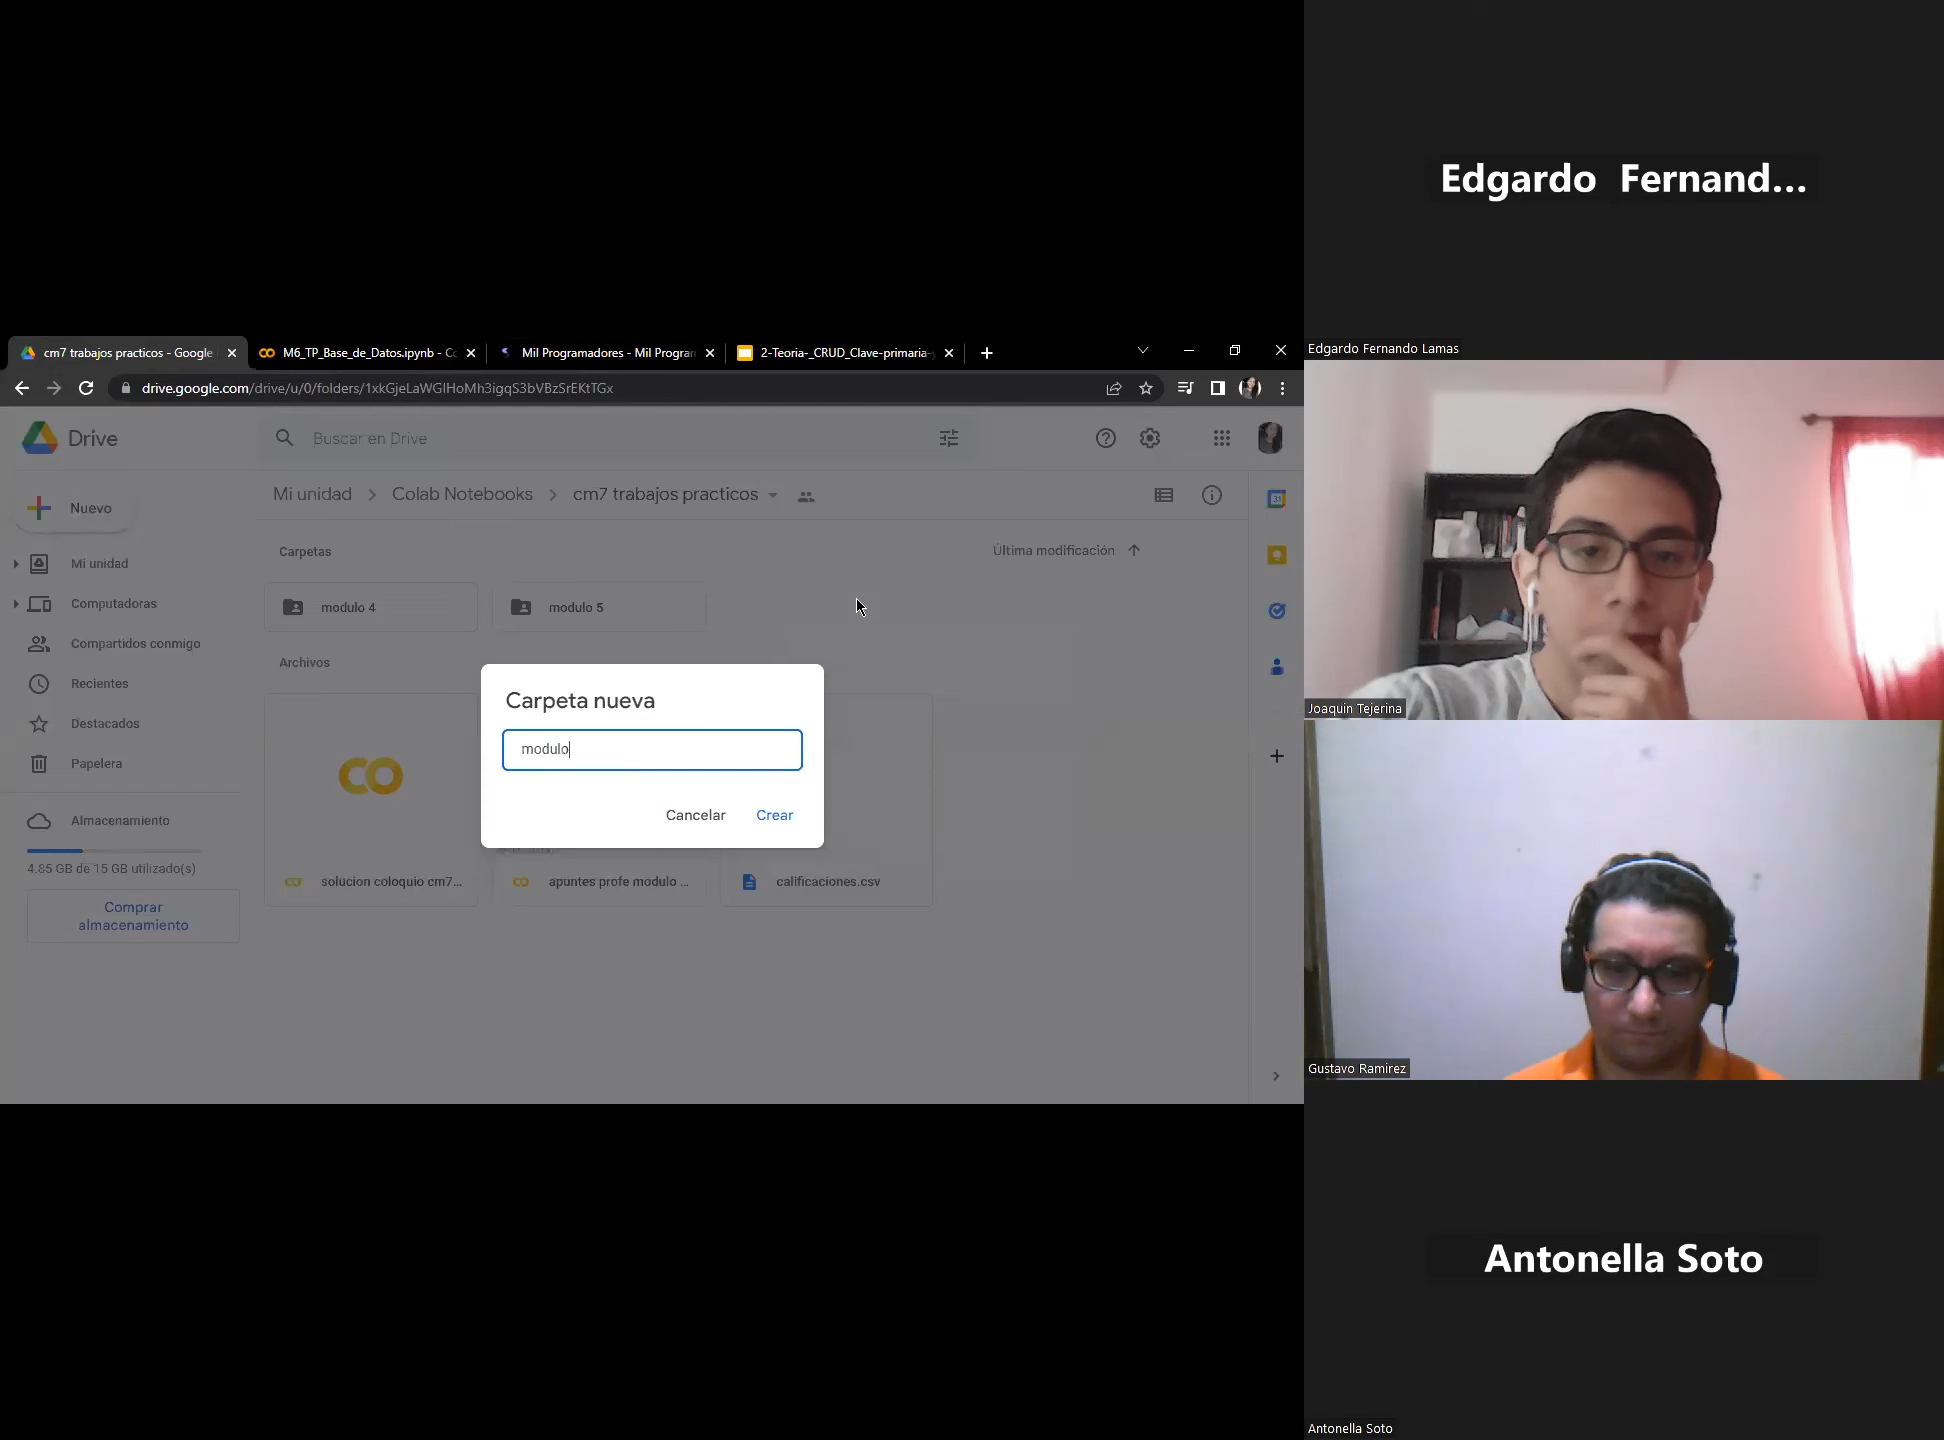 cm7 trabajos practicos - Google
M6_TP_Base_de_Datos.ipynb - Co
Mil Programadores - Mil Program
2-Teoria-_CRUD_Clave-primaria-
drive.google.com/drive/u/0/folders/1xkGjeLaWGlHoMh3igqS3bVBzSrEKtTGx
Drive
Buscar en Drive
Nuevo
Mi unidad
Computadoras
Compartidos conmigo
Recientes
Destacados
Papelera
Almacenamiento
4.85 GB de 15 GB utilizado(s)
Comprar
almacenamiento
Mi unidad > Colab Notebooks > cm7 trabajos practicos
Carpetas
Última modificación
modulo 4
modulo 5
Archivos
Carpeta nueva
modulo
Cancelar
Crear
solucion coloquio cm7...
apuntes profe modulo ...
calificaciones.csv
31
Edgardo Fernand...
Edgardo Fernando Lamas
Joaquin Tejerina
Gustavo Ramirez
Antonella Soto
Antonella Soto